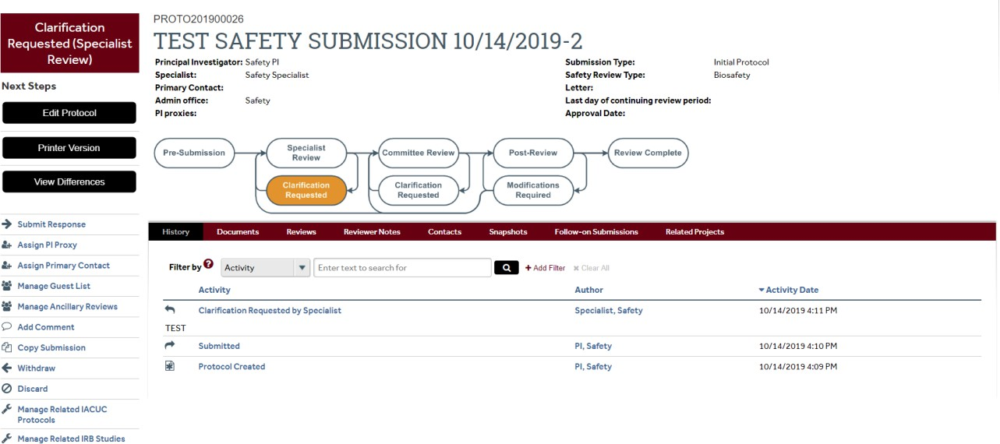 Clarification
Requested (Specialist
Review)
Next Steps
Edit Protocol
Printer Version
View Differences
Submit Response
Assign PI Proxy
Assign Primary Contact
Manage Guest List
Manage Ancillary Reviews
Add Comment
Copy Submission
Withdraw
Discard
Manage Related IACUC
Protocols
Manage Related IRB Studies
PROTO201900026
TEST SAFETY SUBMISSION 10/14/2019-2
Principal Investigator: Safety PI
Specialist: Safety Specialist
Primary Contact:
Admin office: Safety
PI proxies:
Submission Type: Initial Protocol
Safety Review Type: Biosafety
Letter:
Last day of continuing review period:
Approval Date:
Pre-Submission
Specialist
Review
Committee Review
Post-Review
Review Complete
Clarification
Requested
Clarification
Requested
Modifications
Required
History Documents Reviews Reviewer Notes Contacts Snapshots Follow-on Submissions Related Projects
Filter by ? Activity Enter text to search for + Add Filter × Clear All
Activity Author Activity Date
Clarification Requested by Specialist Specialist, Safety 10/14/2019 4:11 PM
TEST
Submitted PI, Safety 10/14/2019 4:10 PM
Protocol Created PI, Safety 10/14/2019 4:09 PM